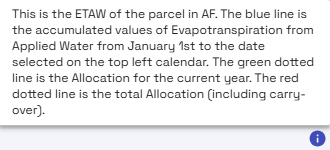 This is the ETAW of the parcel in AF. The blue line is
the accumulated values of Evapotranspiration from
Applied Water from January 1st to the date
selected on the top left calendar. The green dotted
line is the Allocation for the current year. The red
dotted line is the total Allocation (including carry-
over).
i